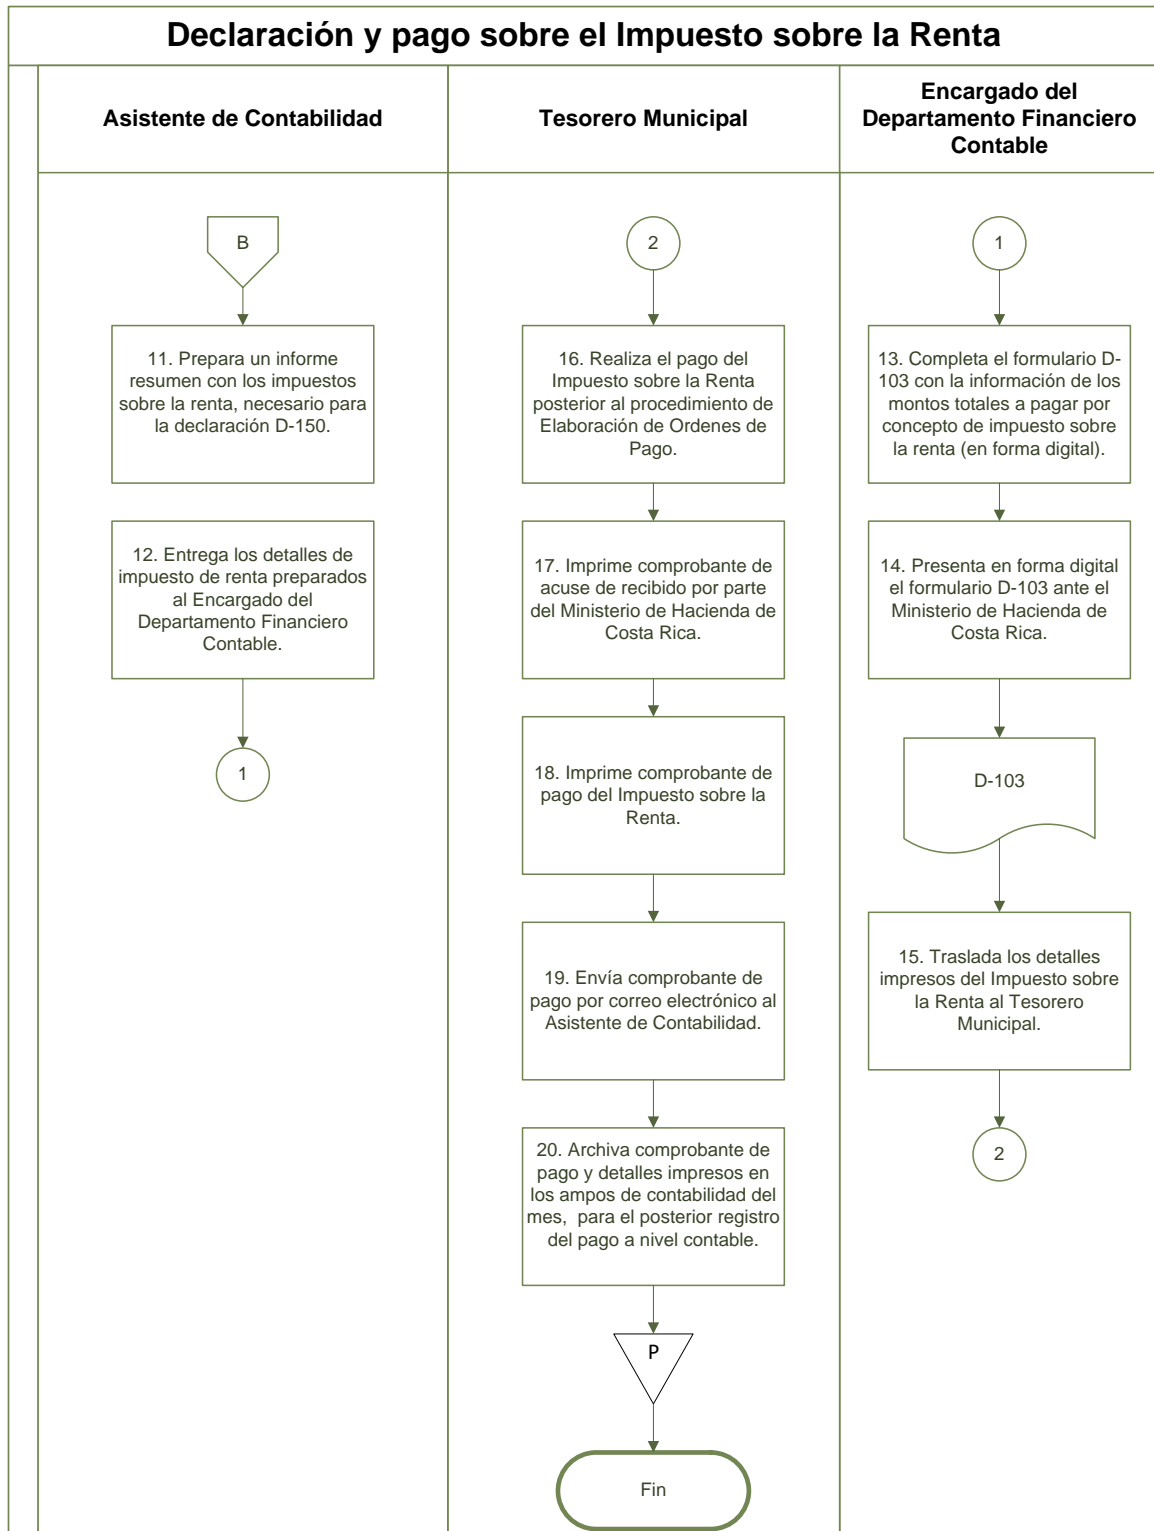 Declaración y pago sobre el Impuesto sobre la Renta
Asistente de Contabilidad
Tesorero Municipal
Encargado del
Departamento Financiero
Contable
B
11. Prepara un informe
resumen con los impuestos
sobre la renta, necesario para
la declaración D-150.
12. Entrega los detalles de
impuesto de renta preparados
al Encargado del
Departamento Financiero
Contable.
1
2
16. Realiza el pago del
Impuesto sobre la Renta
posterior al procedimiento de
Elaboración de Ordenes de
Pago.
17. Imprime comprobante de
acuse de recibido por parte
del Ministerio de Hacienda de
Costa Rica.
18. Imprime comprobante de
pago del Impuesto sobre la
Renta.
19. Envía comprobante de
pago por correo electrónico al
Asistente de Contabilidad.
20. Archiva comprobante de
pago y detalles impresos en
los ampos de contabilidad del
mes,  para el posterior registro
del pago a nivel contable.
P
Fin
1
13. Completa el formulario D-
103 con la información de los
montos totales a pagar por
concepto de impuesto sobre
la renta (en forma digital).
14. Presenta en forma digital
el formulario D-103 ante el
Ministerio de Hacienda de
Costa Rica.
D-103
15. Traslada los detalles
impresos del Impuesto sobre
la Renta al Tesorero
Municipal.
2